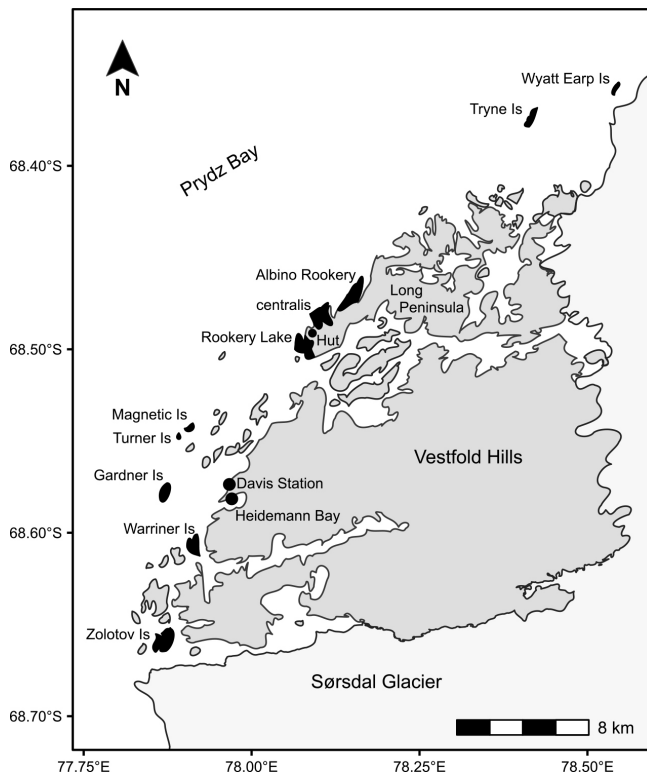 N
Wyatt Earp Is
Tryne Is
68.40°S
Prydz Bay
Albino Rookery
Long
Peninsula
centralis
Rookery Lake
Hut
68.50°S
Magnetic Is
Turner Is
Vestfold Hills
Gardner Is
Davis Station
Heidemann Bay
Warriner Is
68.60°S
Zolotov Is
Sørsdal Glacier
68.70°S
8 km
77.75°E 78.00°E 78.25°E 78.50°E